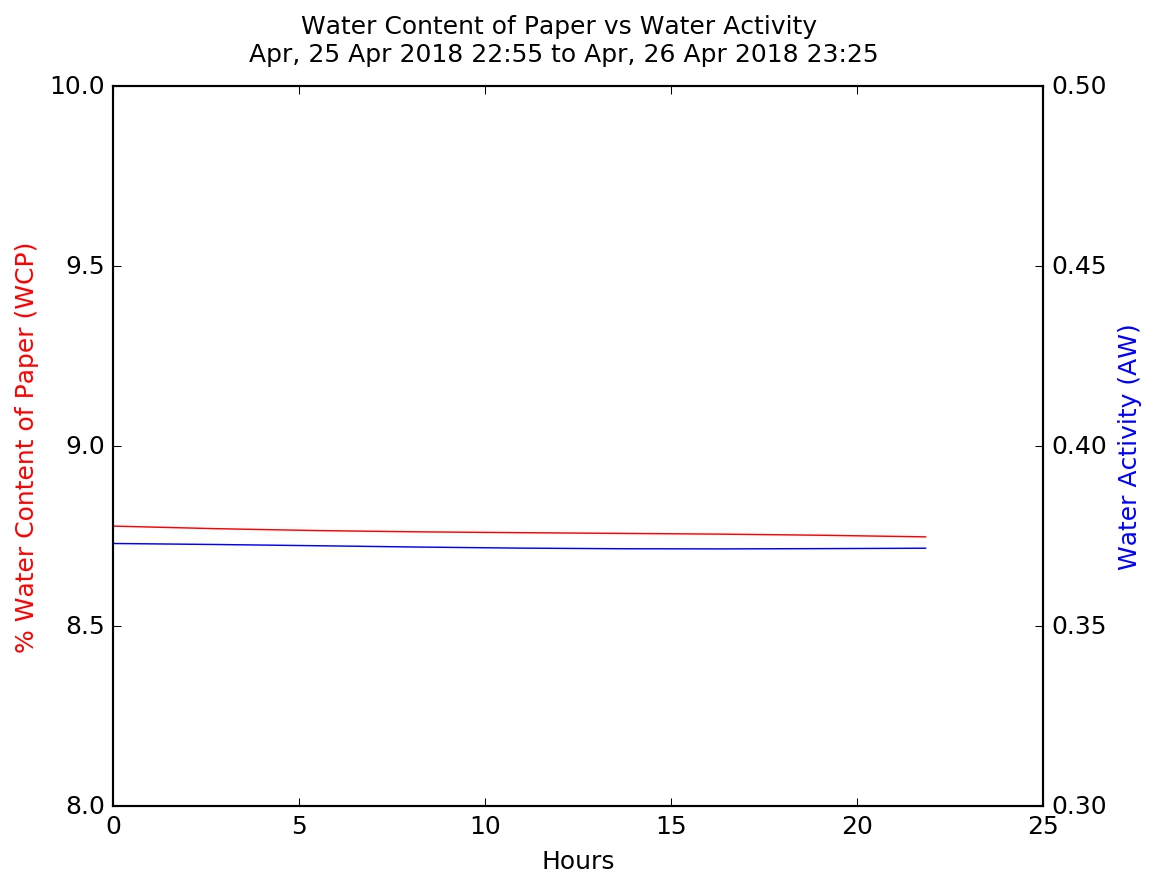 Water Content of Paper vs Water Activity
Apr, 25 Apr 2018 22:55 to Apr, 26 Apr 2018 23:25
% Water Content of Paper (WCP)
10.0
9.5
9.0
8.5
8.0
0.50
0.45
0.40
0.35
0.30
Water Activity (AW)
0 5 10 15 20 25
Hours